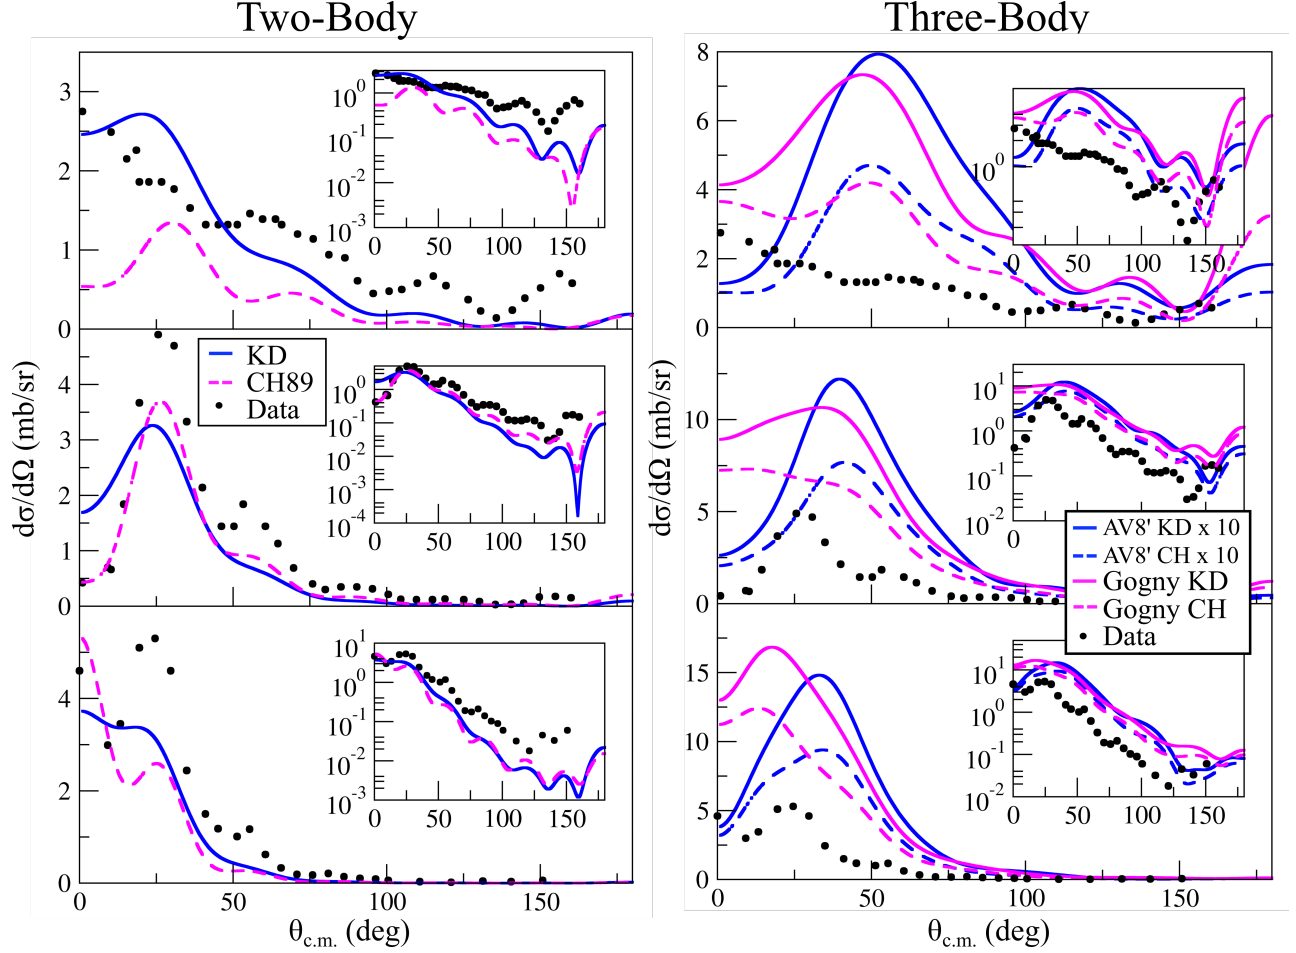 Two-Body
Three-Body
3
2
1
0
10^0
10^-1
10^-2
10^-3
0 50 100 150
8
6
4
2
0
10^0
0 50 100 150
dσ/dΩ (mb/sr)
4
3
2
1
0
KD
CH89
Data
10^0
10^-1
10^-2
10^-3
10^-4
0 50 100 150
dσ/dΩ (mb/sr)
10
5
0
10^1
10^0
10^-1
10^-2
0
AV8' KD x 10
AV8' CH x 10
Gogny KD
Gogny CH
Data
4
2
0
10^1
10^0
10^-1
10^-2
10^-3
0 50 100 150
0 50 100 150
θc.m. (deg)
15
10
5
0
10^1
10^0
10^-1
10^-2
0 50 100 150
0 50 100 150
θc.m. (deg)